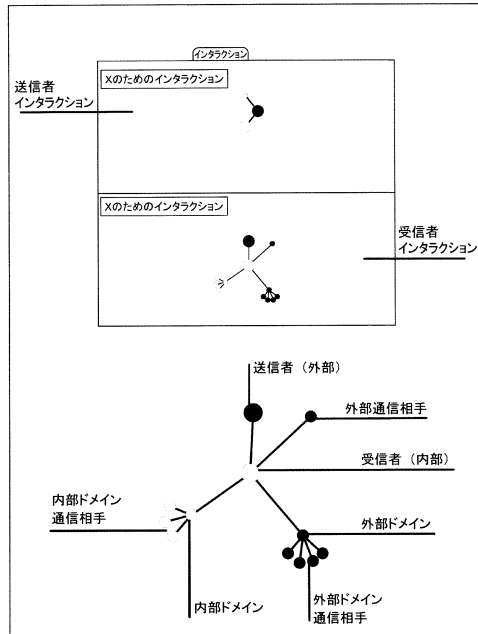 インタラクション
Xのためのインタラクション
送信者
インタラクション
Xのためのインタラクション
受信者
インタラクション
送信者（外部）
外部通信相手
受信者（内部）
内部ドメイン
通信相手
外部ドメイン
内部ドメイン
外部ドメイン
通信相手